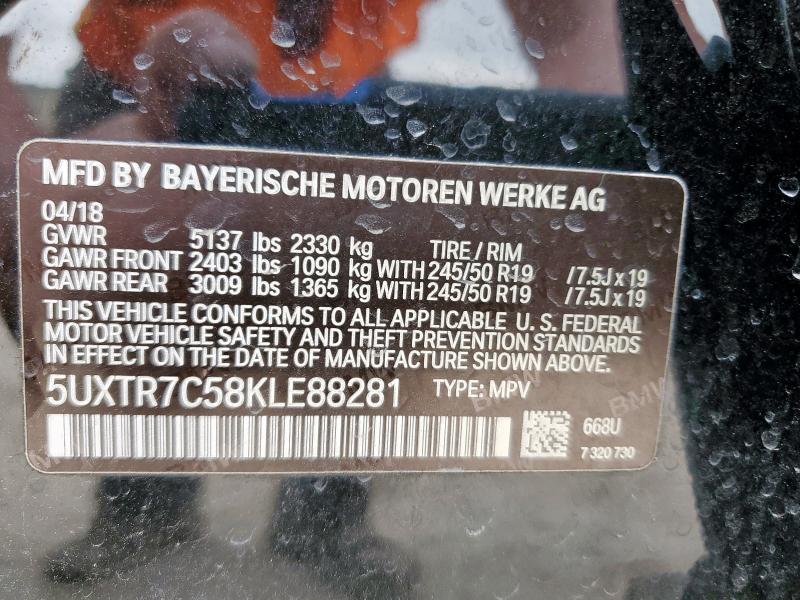 MFD BY BAYERISCHE MOTOREN WERKE AG
04/18
GVWR 5137 lbs 2330 kg TIRE / RIM
GAWR FRONT 2403 lbs 1090 kg WITH 245/50 R19 / 7.5J x 19
GAWR REAR 3009 lbs 1365 kg WITH 245/50 R19 / 7.5J x 19
THIS VEHICLE CONFORMS TO ALL APPLICABLE U. S. FEDERAL
MOTOR VEHICLE SAFETY AND THEFT PREVENTION STANDARDS
IN EFFECT ON THE DATE OF MANUFACTURE SHOWN ABOVE.
5UXTR7C58KLE88281 TYPE: MPV
668U
7 320 730